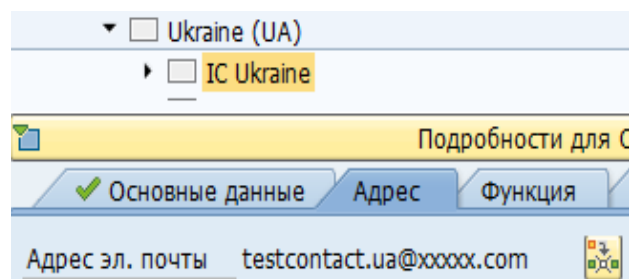 Ukraine (UA)
IC Ukraine
Подробности для
Основные данные Адрес Функция
Адрес эл. почты testcontact.ua@xxxxx.com